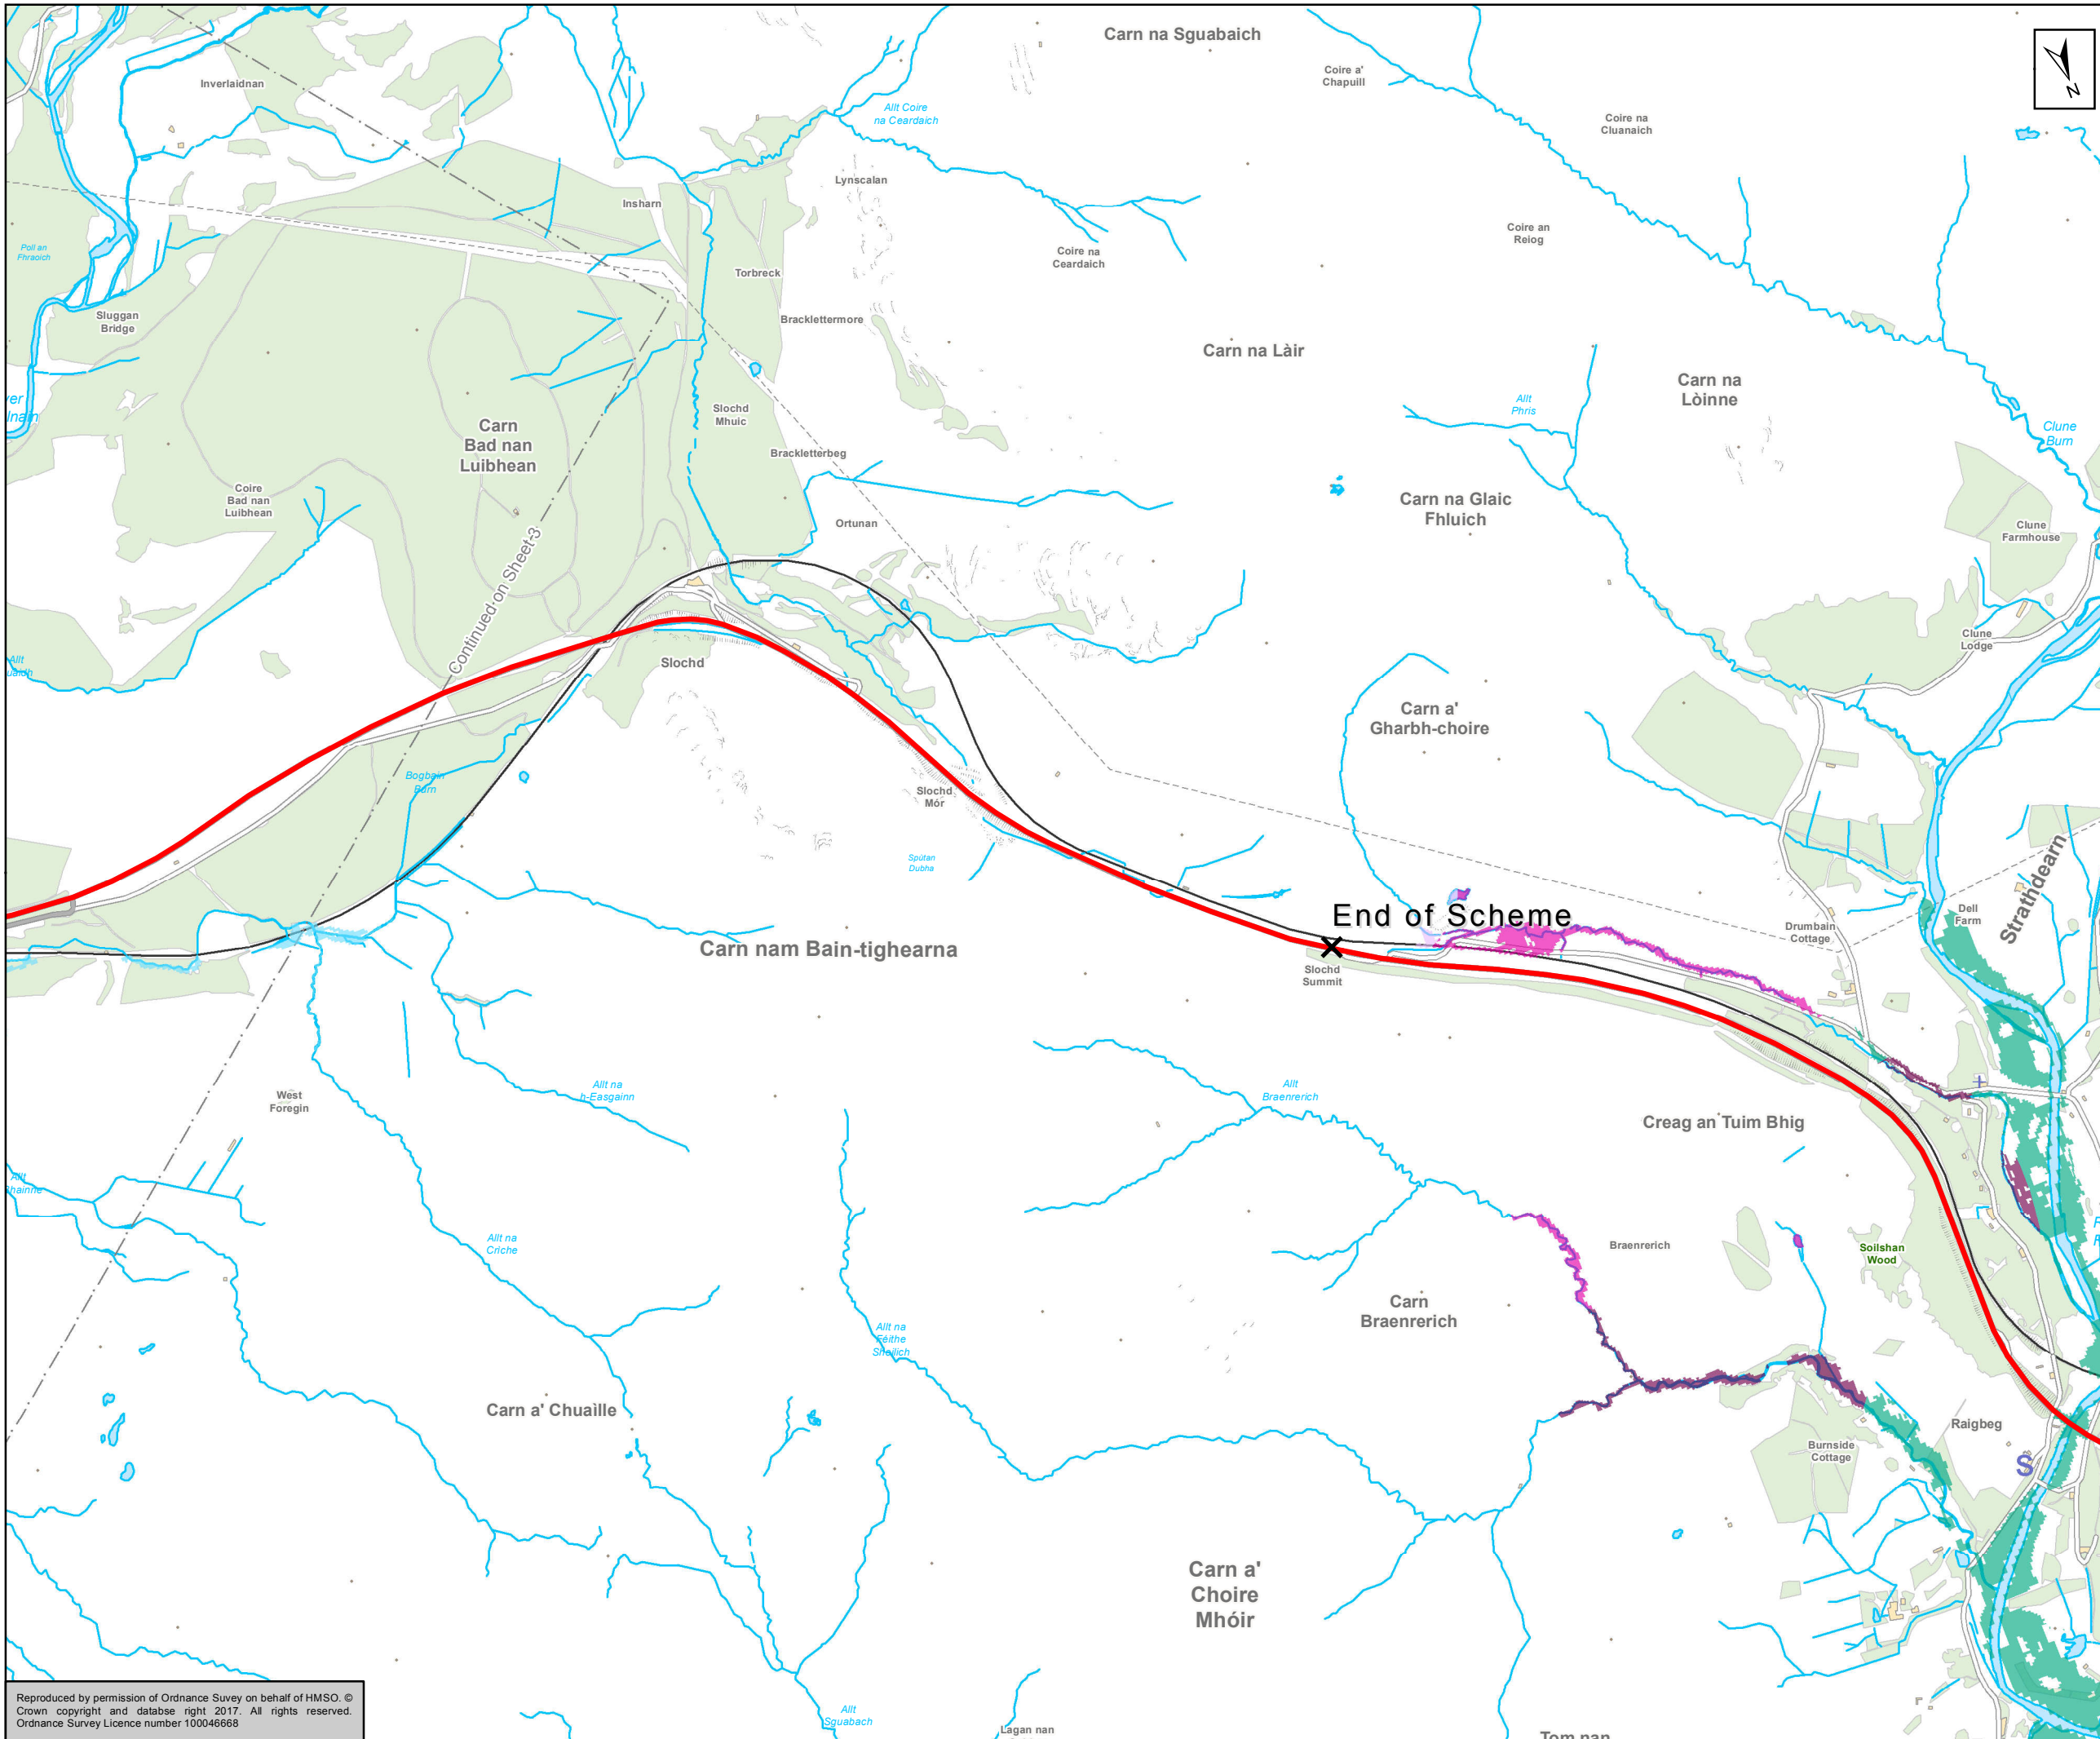 Carn na Sguabaich
Coire a'
Chapuill
N
Inverlaidnan
Allt Coire
na Ceardaich
Coire na
Cluanaich
Lynscalan
Insharn
Poll an
Fhraoich
Coire an
Reiog
Coire na
Ceardaich
Torbreck
Sluggan
Bridge
Bracklettermore
Carn na Làir
Carn na
Lòinne
Allt
Phris
Slochd
Mhuic
Carn
Bad nan
Luibhean
Clune
Burn
Brackletterbeg
Coire
Bad nan
Luibhean
Carn na Glaic
Fhluich
Ortunan
Clune
Farmhouse
Continued on Sheet 3
Clune
Lodge
Slochd
Allt
Carn a'
Gharbh-choire
Bogbain
Burn
Slochd
Mór
Spùtan
Dubha
Strathdearn
End of Scheme
Dell
Farm
Drumbain
Cottage
Carn nam Bain-tighearna
Slochd
Summit
Allt na
h-Easgainn
Allt
Braenrerich
West
Foregin
Creag an Tuim Bhig
Allt
Allt na
Criche
Braenrerich
Soilshan
Wood
Carn
Braenrerich
Allt na
Féithe
Sheilich
Carn a' Chuaille
Raigbeg
Burnside
Cottage
S
Carn a'
Choire
Mhóir
Allt
Sguabach
Lagan nan
Tom nan
Reproduced by permission of Ordnance Suvey on behalf of HMSO. ©
Crown copyright and databse right 2017. All rights reserved.
Ordnance Survey Licence number 100046668